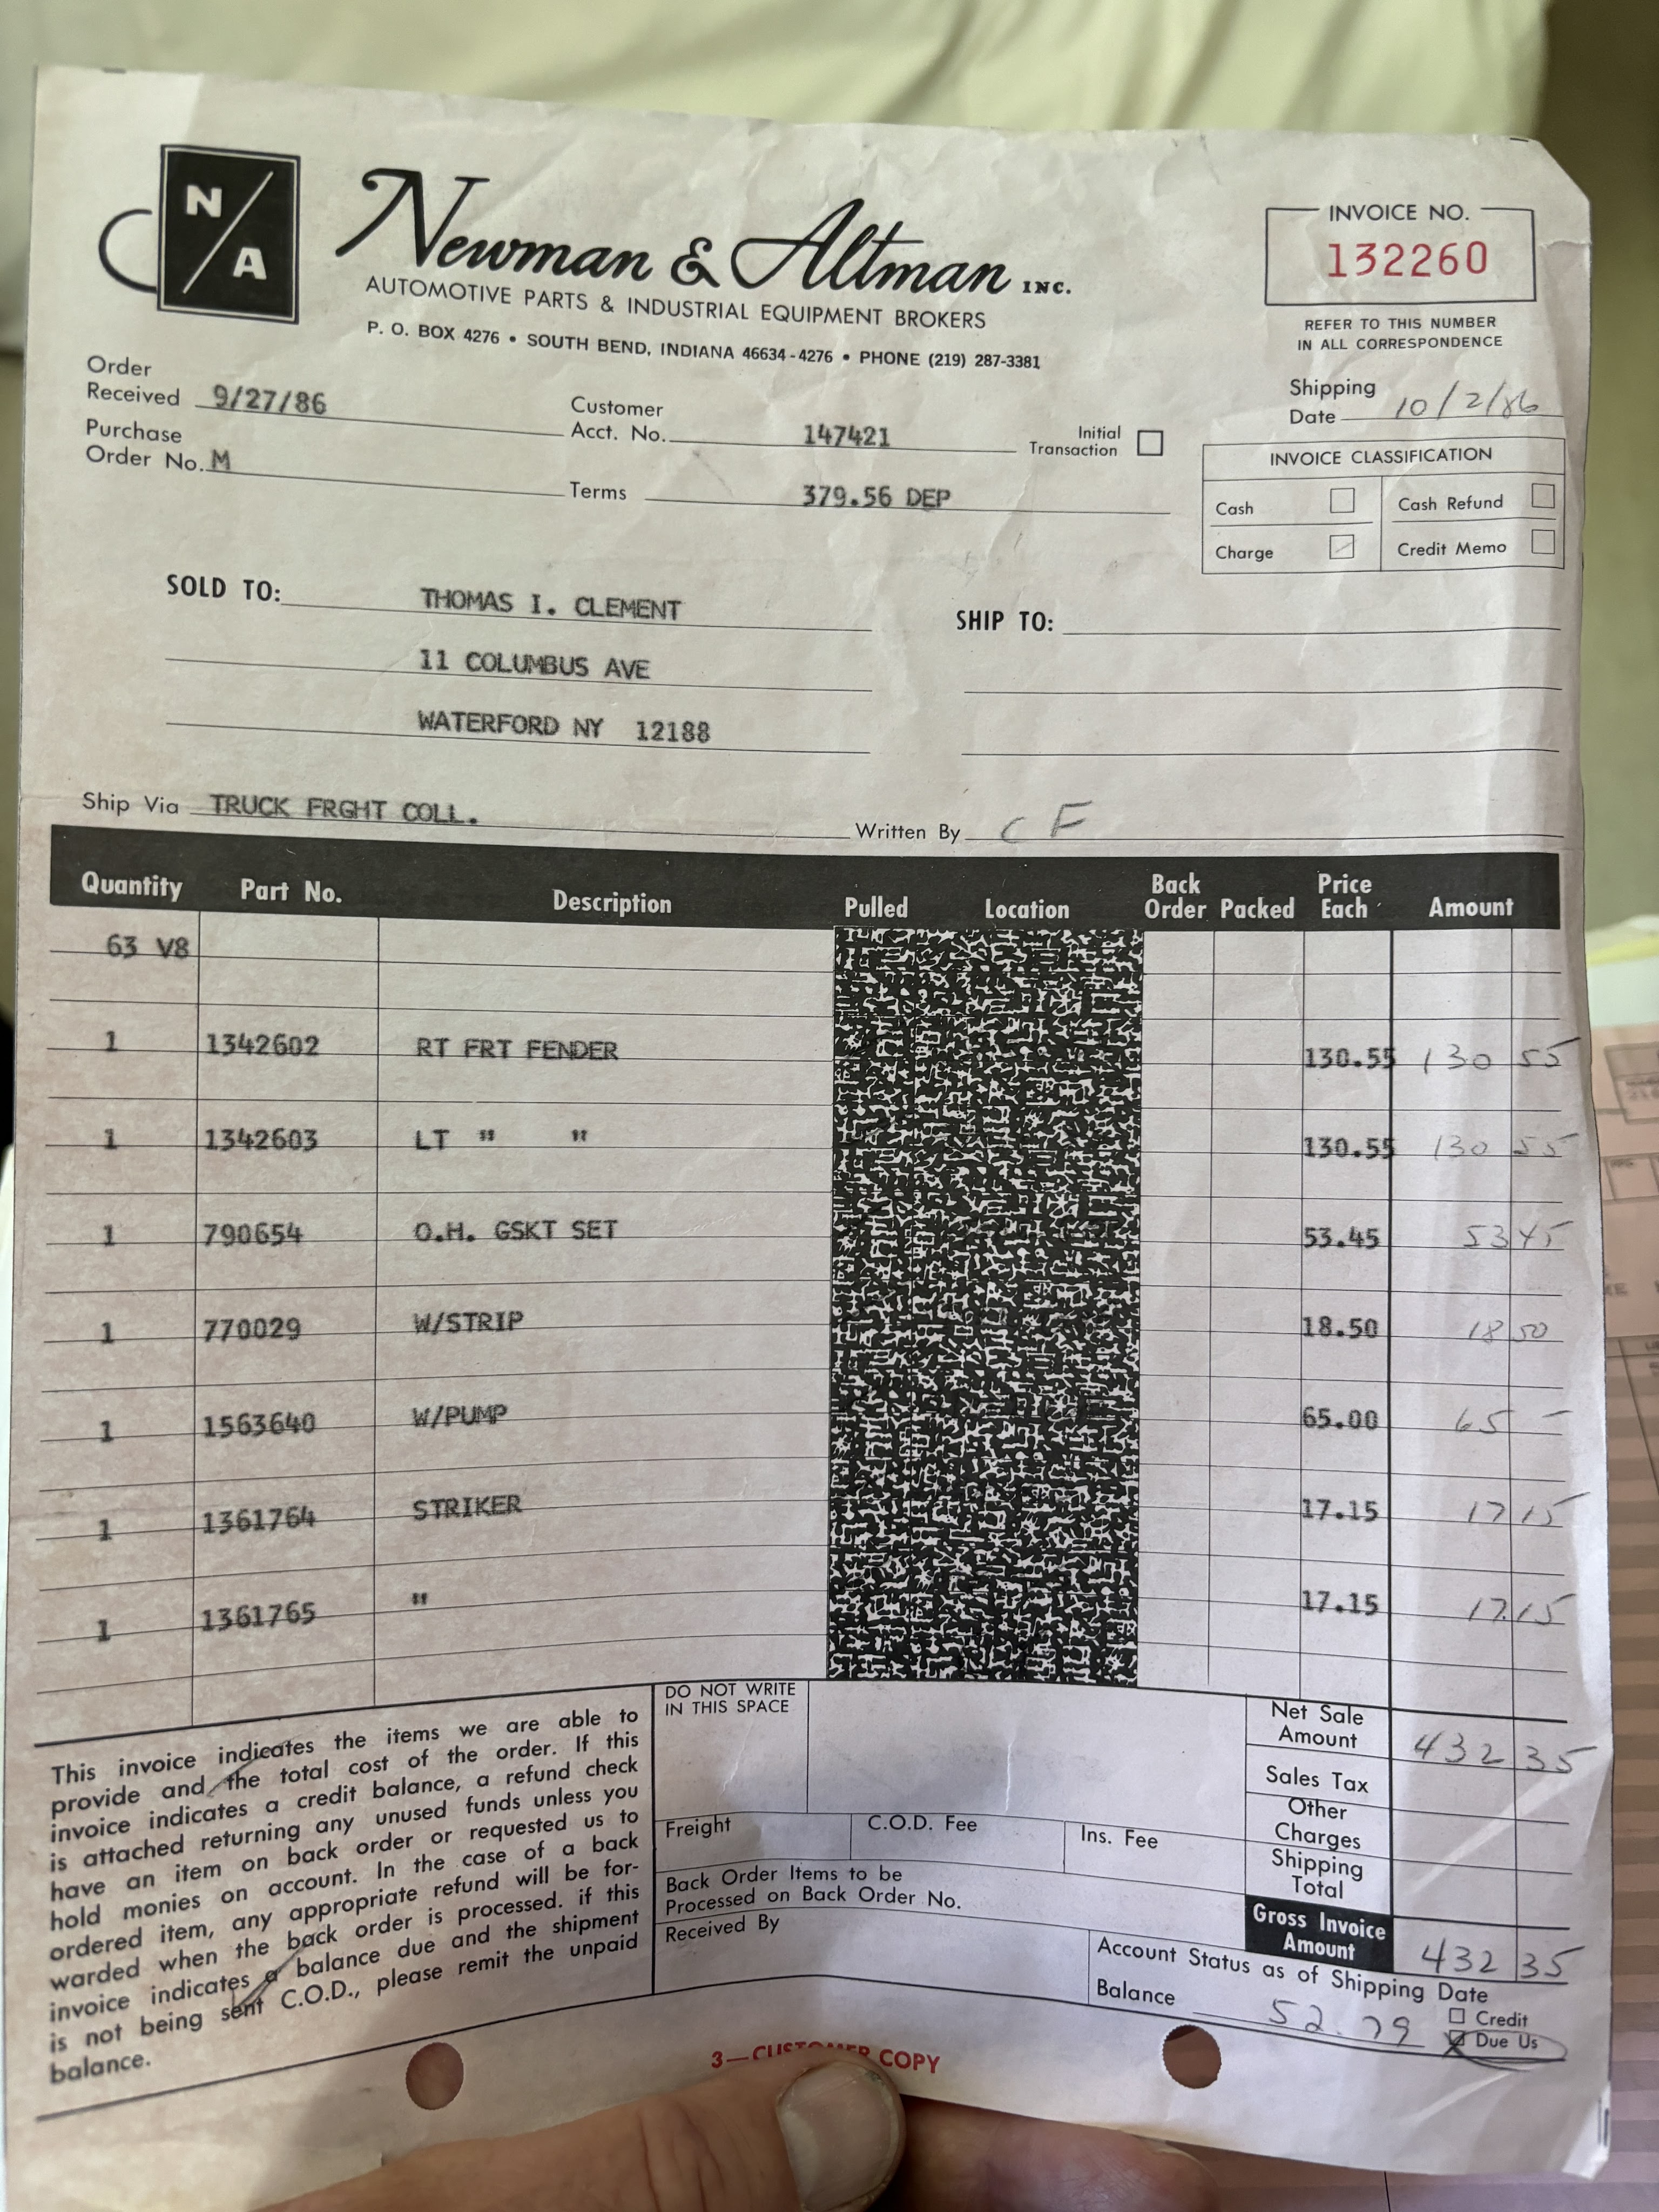 N/A
Newman & Altman INC.
AUTOMOTIVE PARTS & INDUSTRIAL EQUIPMENT BROKERS
P. O. BOX 4276 • SOUTH BEND, INDIANA 46634-4276 • PHONE (219) 287-3381
INVOICE NO.
132260
REFER TO THIS NUMBER
IN ALL CORRESPONDENCE
Order
Received 9/27/86
Customer
Acct. No. 147421
Initial
Transaction
Shipping
Date 10/2/86
Purchase
Order No. M
Terms 379.56 DEP
INVOICE CLASSIFICATION
Cash
Cash Refund
Charge
Credit Memo
SOLD TO: THOMAS I. CLEMENT
11 COLUMBUS AVE
WATERFORD NY 12188
SHIP TO:
Ship Via TRUCK FRGHT COLL.
Written By CF
Quantity Part No. Description Pulled Location Back Order Packed Price Each Amount
63 V8
1 1342602 RT FRT FENDER 130.55 130 55
1 1342603 LT " " 130.55 130 55
1 790654 O.H. GSKT SET 53.45 53 45
1 770029 W/STRIP 18.50 18 50
1 1563640 W/PUMP 65.00 65 –
1 1361764 STRIKER 17.15 17 15
1 1361765 " 17.15 17.15
This invoice indicates the items we are able to
provide and the total cost of the order. If this
invoice indicates a credit balance, a refund check
is attached returning any unused funds unless you
have an item on back order or requested us to
hold monies on account. In the case of a back
ordered item, any appropriate refund will be for-
warded when the back order is processed. if this
invoice indicates a balance due and the shipment
is not being sent C.O.D., please remit the unpaid
balance.
DO NOT WRITE
IN THIS SPACE
Freight
C.O.D. Fee
Ins. Fee
Back Order Items to be
Processed on Back Order No.
Received By
Net Sale
Amount 432 35
Sales Tax
Other
Charges
Shipping
Total
Gross Invoice
Amount 432 35
Account Status as of Shipping Date
Balance 52.79
Credit
Due Us
3—CUSTOMER COPY